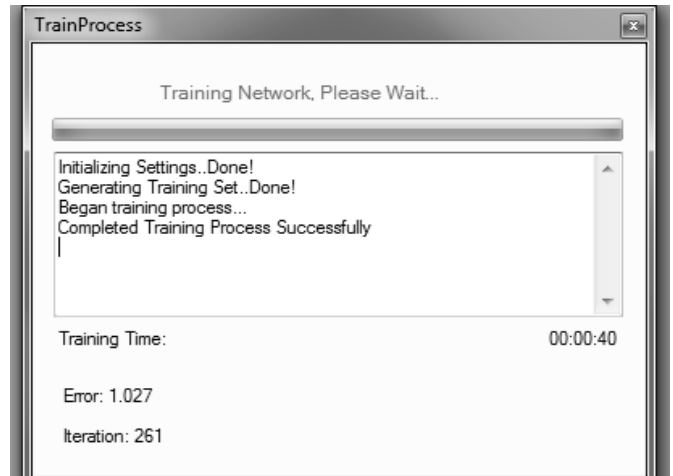 TrainProcess
Training Network, Please Wait...
Initializing Settings..Done!
Generating Training Set..Done!
Began training process...
Completed Training Process Successfully
Training Time: 00:00:40
Error: 1.027
Iteration: 261